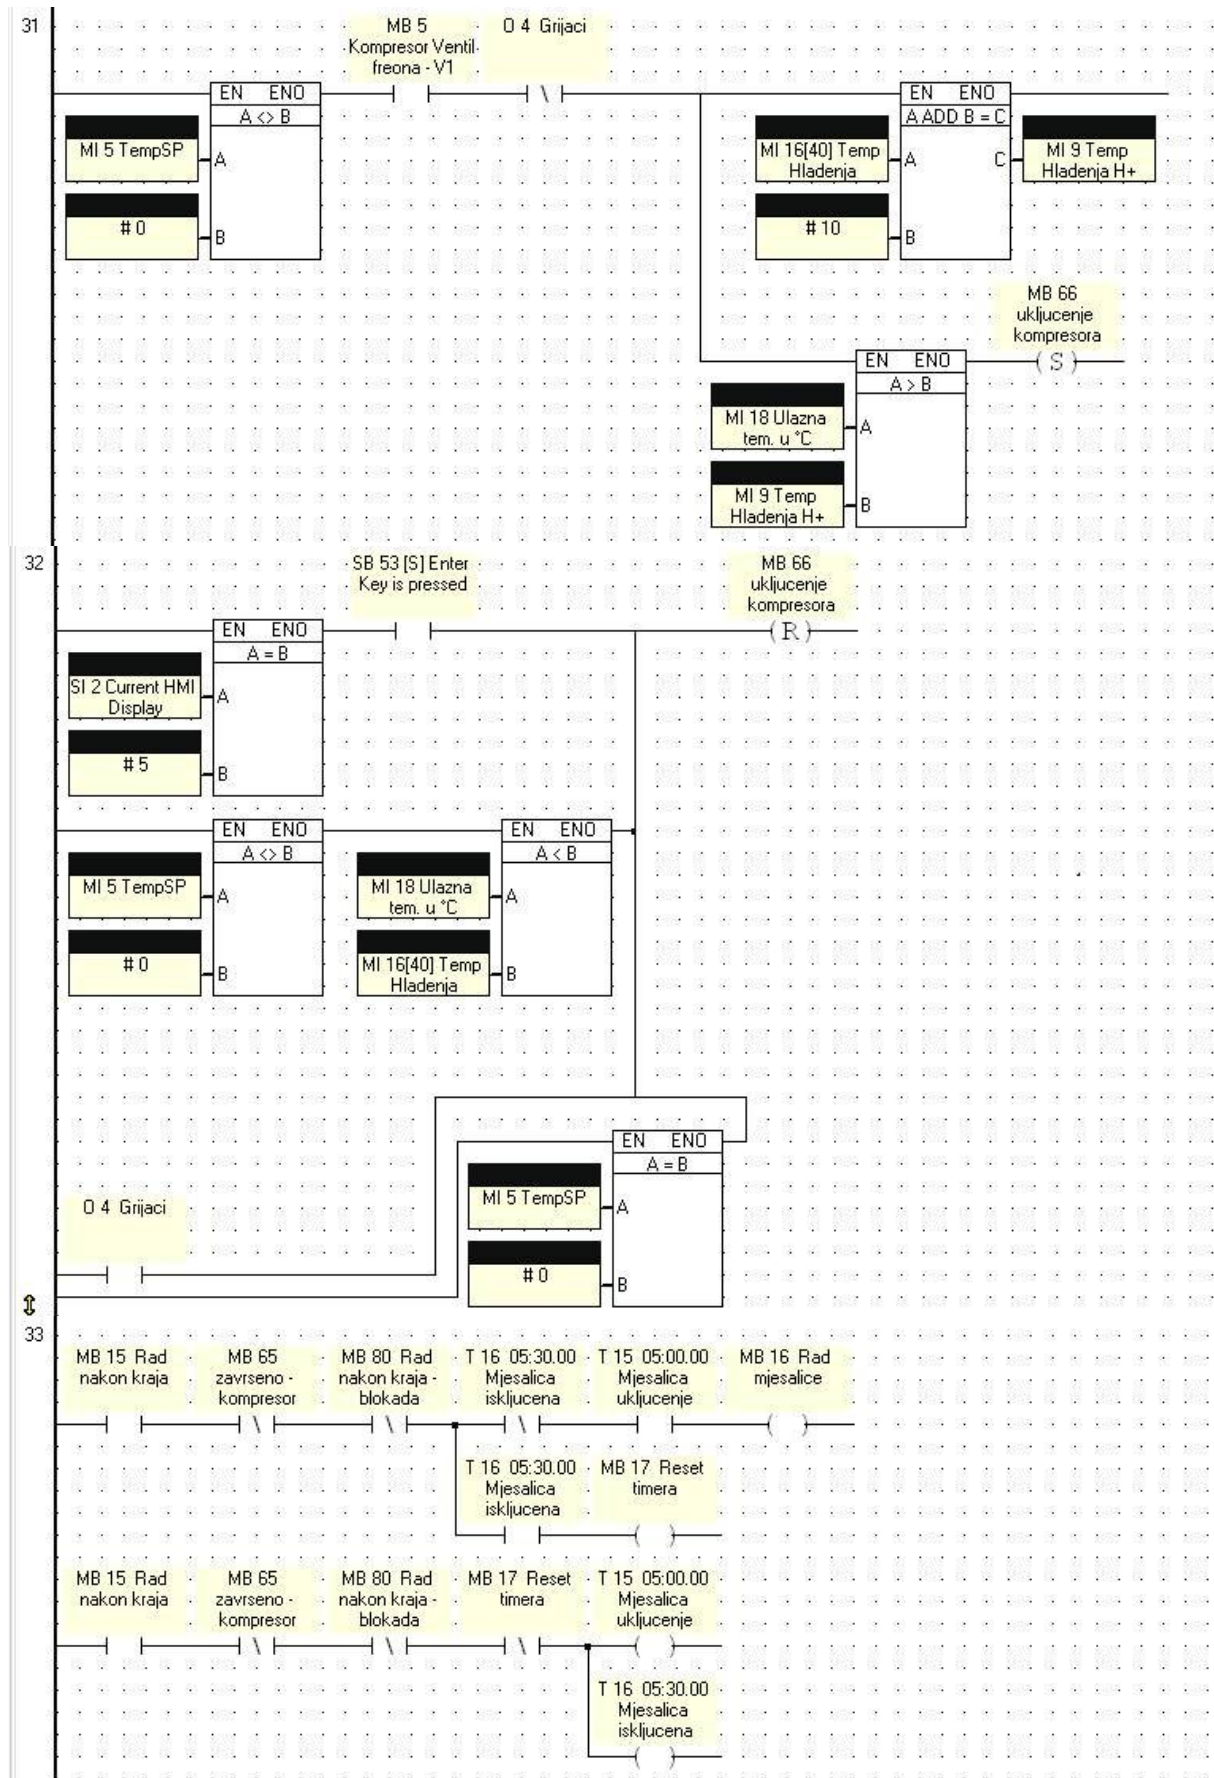 31
MB 5
Kompresor Ventil
freona - V1
O 4 Grijaci
EN ENO
A <> B
MI 5 TempSP
A
# 0
B
EN ENO
A ADD B = C
MI 16[40] Temp
Hladenja
A
C
MI 9 Temp
Hladenja H+
# 10
B
MB 66
ukljucenje
kompresora
EN ENO
( S )
A > B
MI 18 Ulazna
tem. u °C
A
MI 9 Temp
Hladenja H+
B
32
SB 53 [S] Enter
Key is pressed
MB 66
ukljucenje
kompresora
EN ENO
( R )
A = B
SI 2 Current HMI
Display
A
# 5
B
EN ENO
A <> B
MI 5 TempSP
A
# 0
B
EN ENO
A < B
MI 18 Ulazna
tem. u °C
A
MI 16[40] Temp
Hladenja
B
EN ENO
A = B
MI 5 TempSP
A
# 0
B
O 4 Grijaci
33
MB 15 Rad
nakon kraja
MB 65
zavrseno -
kompresor
MB 80 Rad
nakon kraja -
blokada
T 16 05:30.00
Mjesalica
iskljucena
T 15 05:00.00
Mjesalica
ukljucenje
MB 16 Rad
mjesalice
T 16 05:30.00
Mjesalica
iskljucena
MB 17 Reset
timera
MB 15 Rad
nakon kraja
MB 65
zavrseno -
kompresor
MB 80 Rad
nakon kraja -
blokada
MB 17 Reset
timera
T 15 05:00.00
Mjesalica
ukljucenje
T 16 05:30.00
Mjesalica
iskljucena